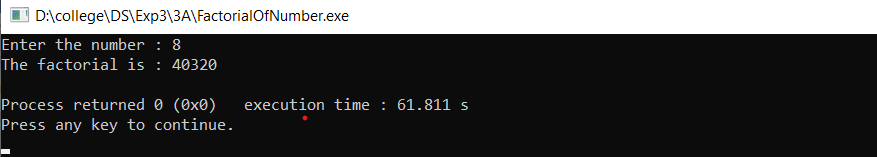 D:\college\DS\Exp3\3A\FactorialOfNumber.exe
Enter the number : 8
The factorial is : 40320
Process returned 0 (0x0)   execution time : 61.811 s
Press any key to continue.